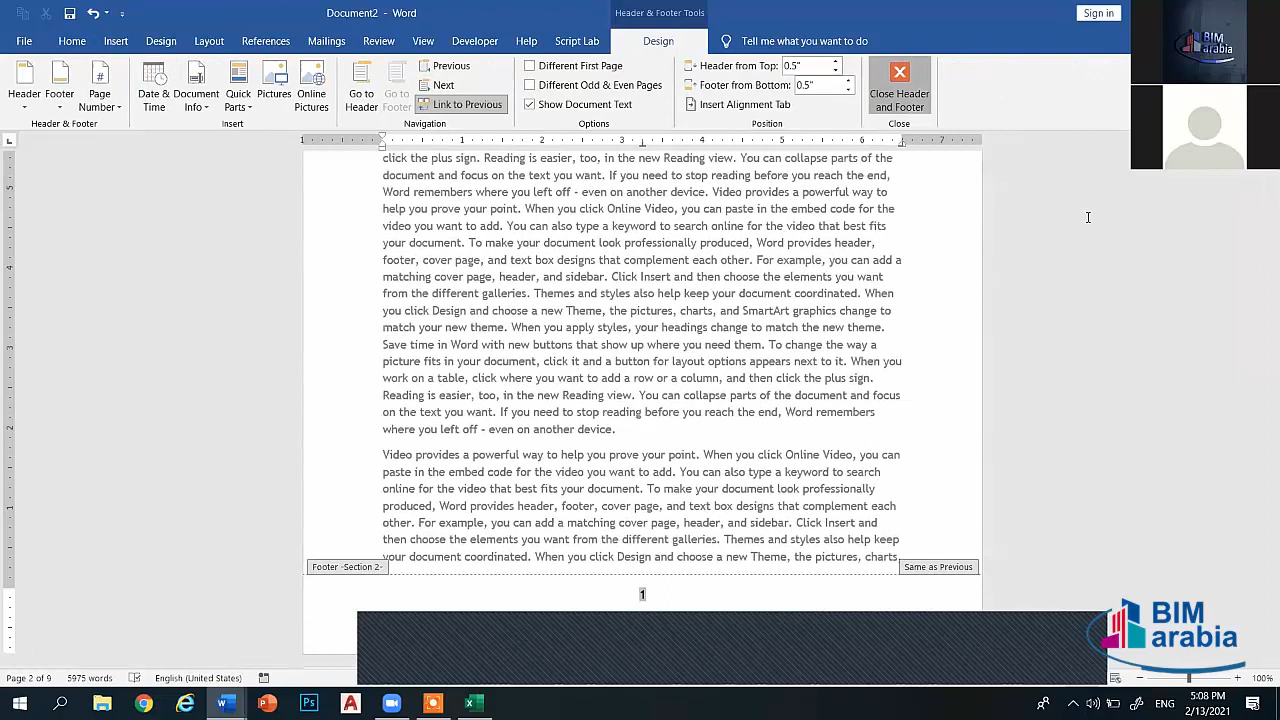 Document2 - Word
Header & Footer Tools
Sign in
File Home Insert Design Layout References Mailings Review View Developer Help Script Lab Design Tell me what you want to do
Header
Footer
Page
Number
Header & Footer
Date &
Time
Document
Info
Quick
Parts
Pictures
Online
Pictures
Insert
Go to
Header
Go to
Footer
Previous
Next
Link to Previous
Navigation
Different First Page
Different Odd & Even Pages
Show Document Text
Options
Header from Top: 0.5"
Footer from Bottom: 0.5"
Insert Alignment Tab
Position
Close Header
and Footer
Close
BIM
arabia
1 1 2 3 4 5 6 7
5
4
3
2
1
click the plus sign. Reading is easier, too, in the new Reading view. You can collapse parts of the
document and focus on the text you want. If you need to stop reading before you reach the end,
Word remembers where you left off - even on another device. Video provides a powerful way to
help you prove your point. When you click Online Video, you can paste in the embed code for the
video you want to add. You can also type a keyword to search online for the video that best fits
your document. To make your document look professionally produced, Word provides header,
footer, cover page, and text box designs that complement each other. For example, you can add a
matching cover page, header, and sidebar. Click Insert and then choose the elements you want
from the different galleries. Themes and styles also help keep your document coordinated. When
you click Design and choose a new Theme, the pictures, charts, and SmartArt graphics change to
match your new theme. When you apply styles, your headings change to match the new theme.
Save time in Word with new buttons that show up where you need them. To change the way a
picture fits in your document, click it and a button for layout options appears next to it. When you
work on a table, click where you want to add a row or a column, and then click the plus sign.
Reading is easier, too, in the new Reading view. You can collapse parts of the document and focus
on the text you want. If you need to stop reading before you reach the end, Word remembers
where you left off - even on another device.
Video provides a powerful way to help you prove your point. When you click Online Video, you can
paste in the embed code for the video you want to add. You can also type a keyword to search
online for the video that best fits your document. To make your document look professionally
produced, Word provides header, footer, cover page, and text box designs that complement each
other. For example, you can add a matching cover page, header, and sidebar. Click Insert and
then choose the elements you want from the different galleries. Themes and styles also help keep
your document coordinated. When you click Design and choose a new Theme, the pictures, charts,
Footer -Section 2-
Same as Previous
1
BIM
arabia
Page 2 of 9 5975 words English (United States) 100%
ENG
5:08 PM
2/13/2021